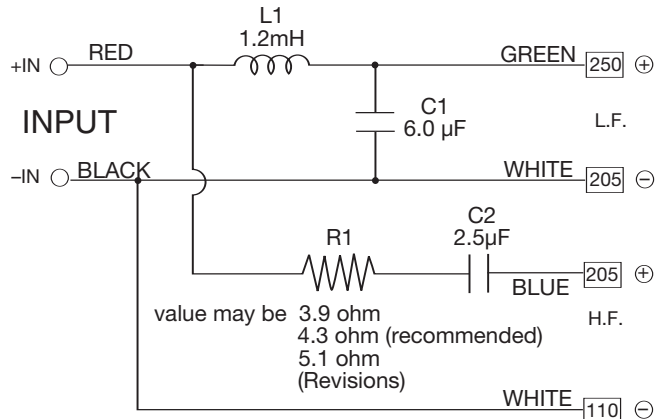 L1
1.2mH
+IN RED GREEN 250 +
INPUT
C1
6.0 µF
L.F.
–IN BLACK WHITE 205 –
R1
C2
2.5µF
BLUE 205 +
H.F.
value may be 3.9 ohm
4.3 ohm (recommended)
5.1 ohm
(Revisions)
WHITE 110 –